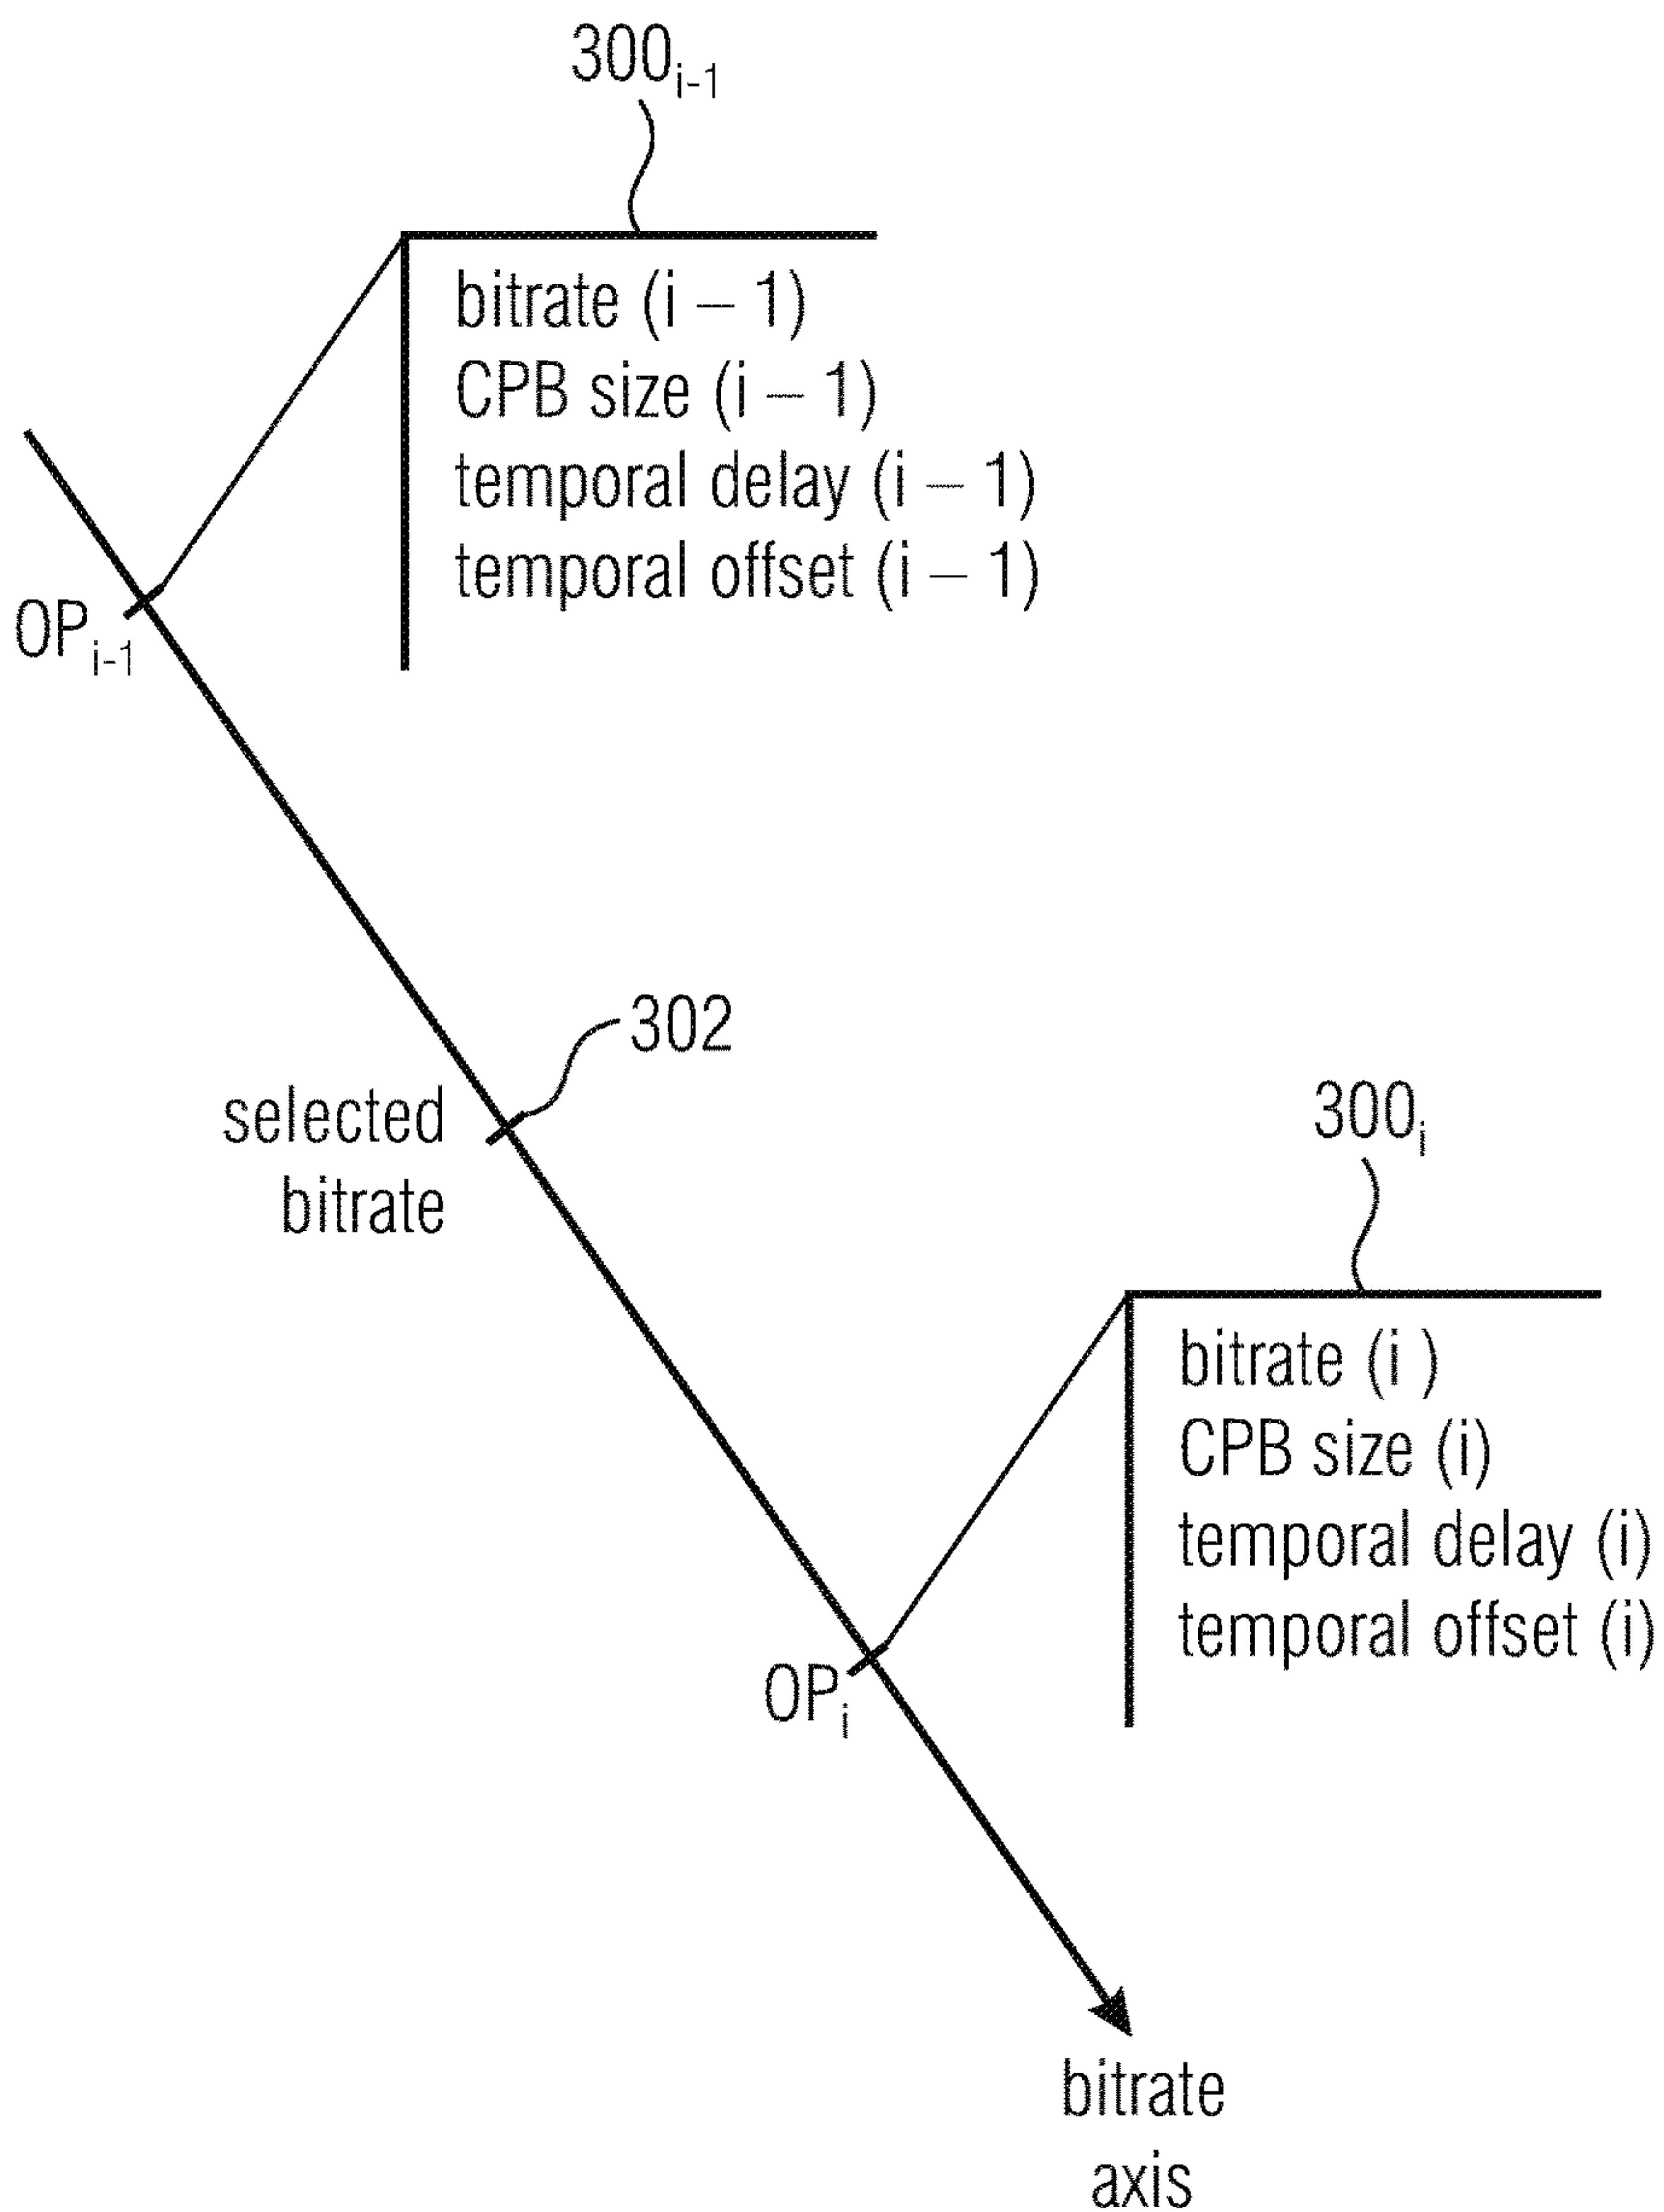 300i-1
bitrate (i – 1)
CPB size (i – 1)
temporal delay (i – 1)
temporal offset (i – 1)
OPi-1
302
selected
bitrate
300i
bitrate (i )
CPB size (i)
temporal delay (i)
temporal offset (i)
OPi
bitrate
axis